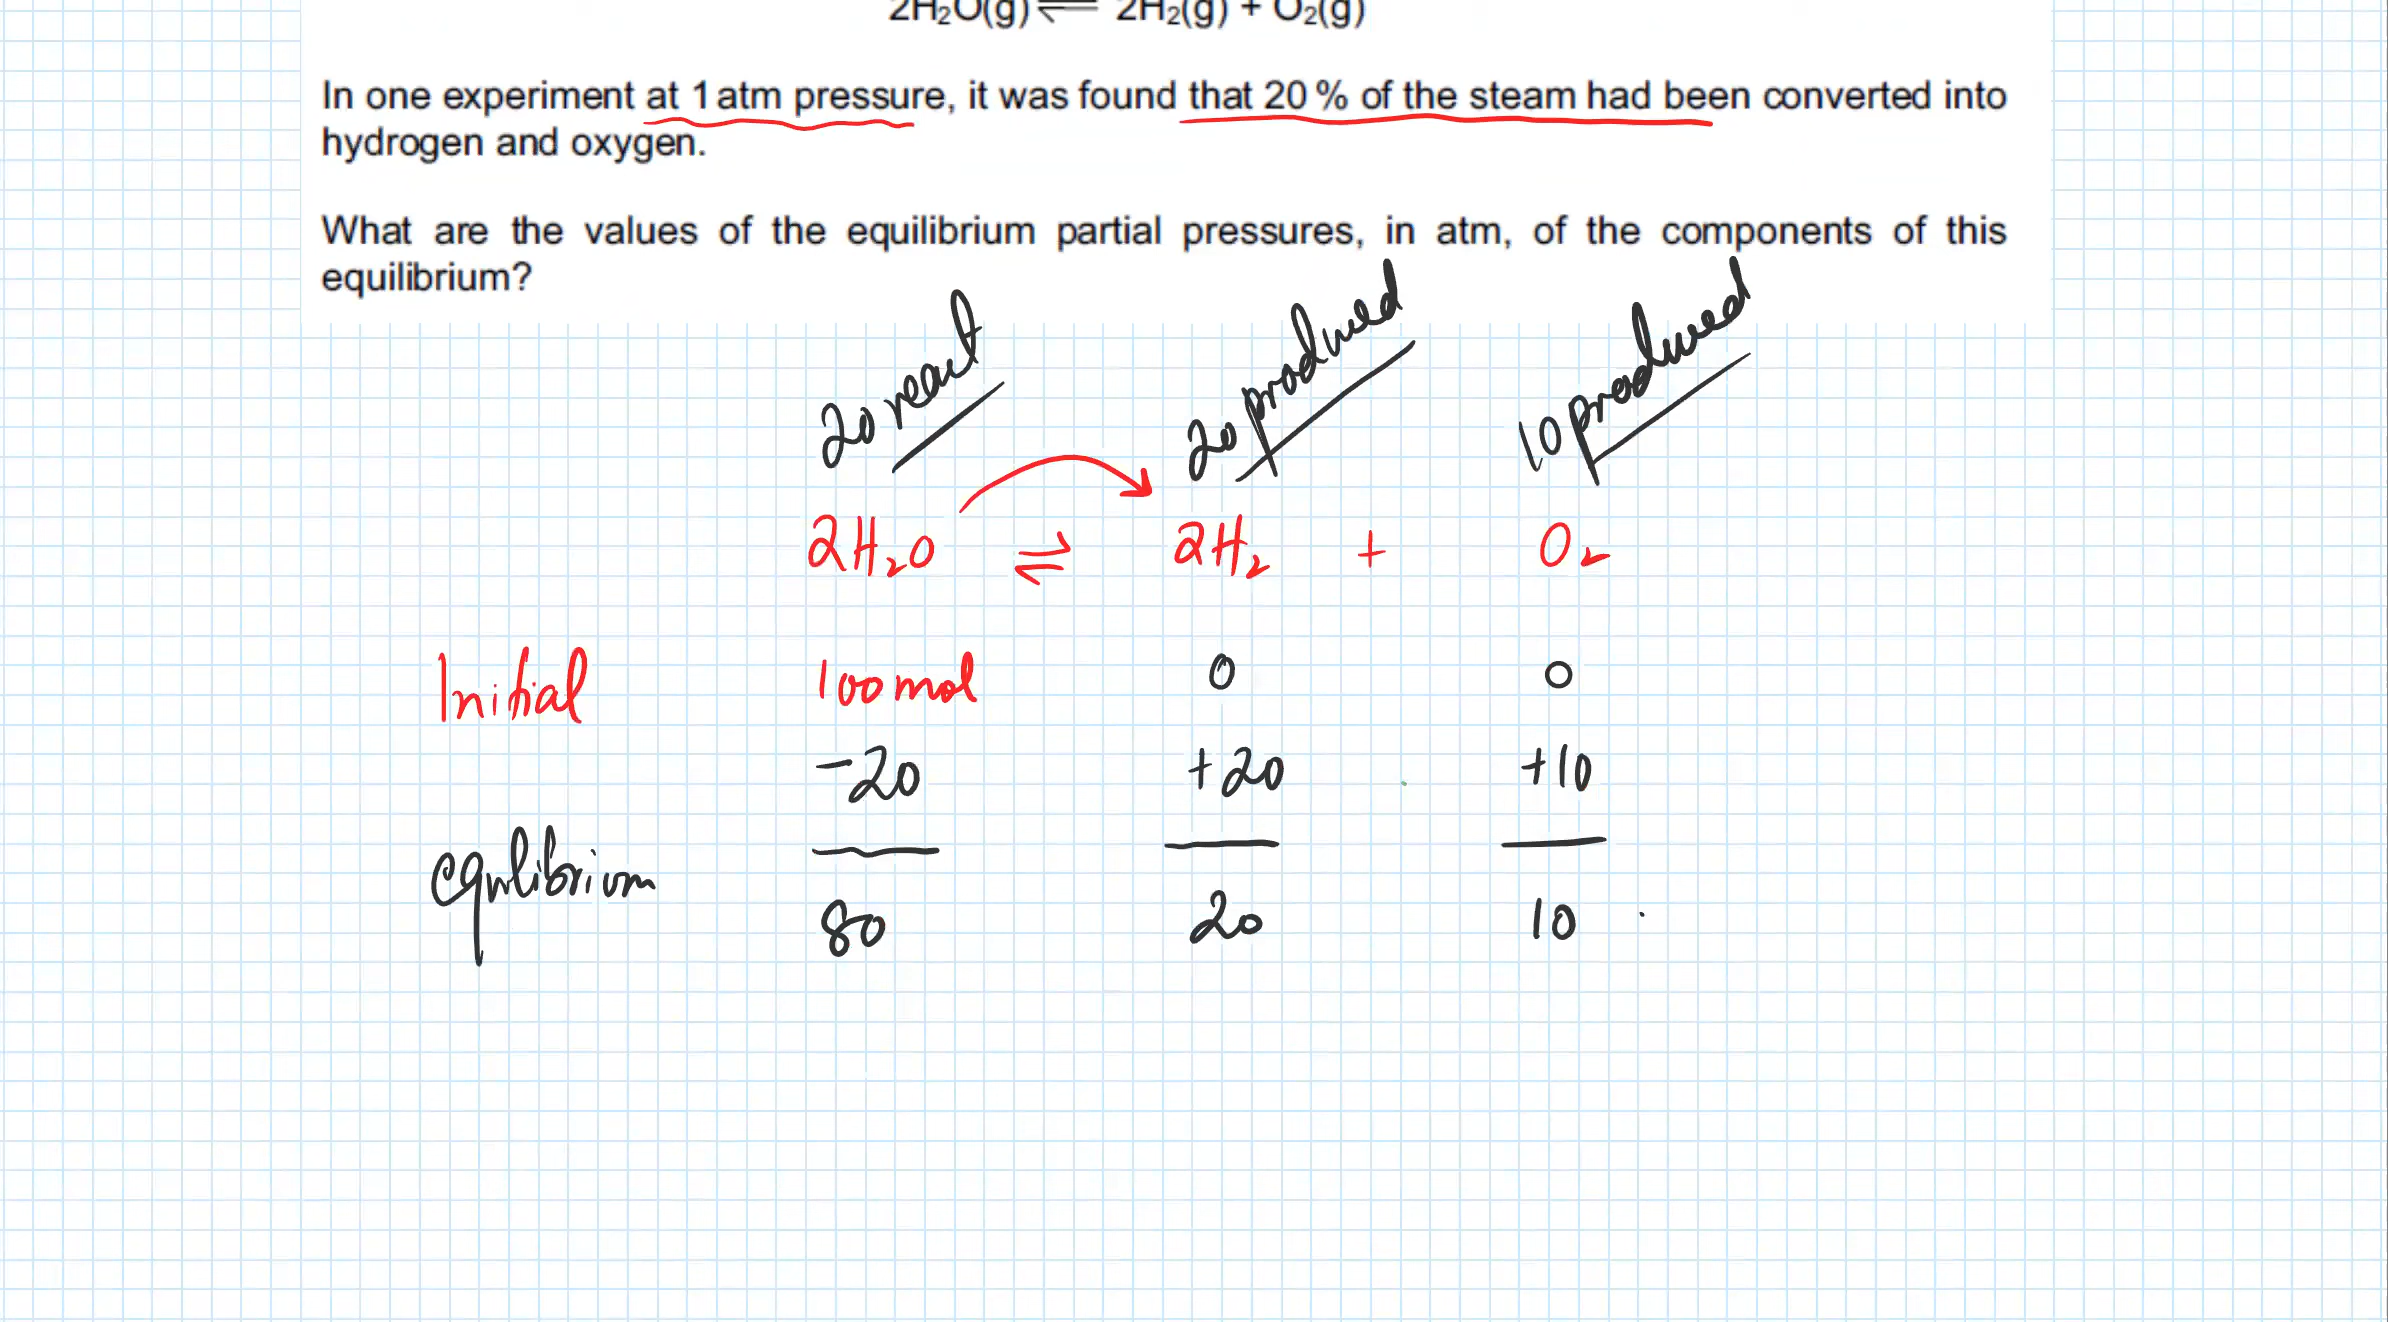 2H₂O(g) ⇌ 2H₂(g) + O₂(g)
In one experiment at 1 atm pressure, it was found that 20 % of the steam had been converted into
hydrogen and oxygen.
What are the values of the equilibrium partial pressures, in atm, of the components of this
equilibrium?
20 react 20 produced 10 produced
2H₂O ⇌ 2H₂ + O₂
Initial 100 mol 0 0
-20 +20 +10
equilibrium 80 20 10